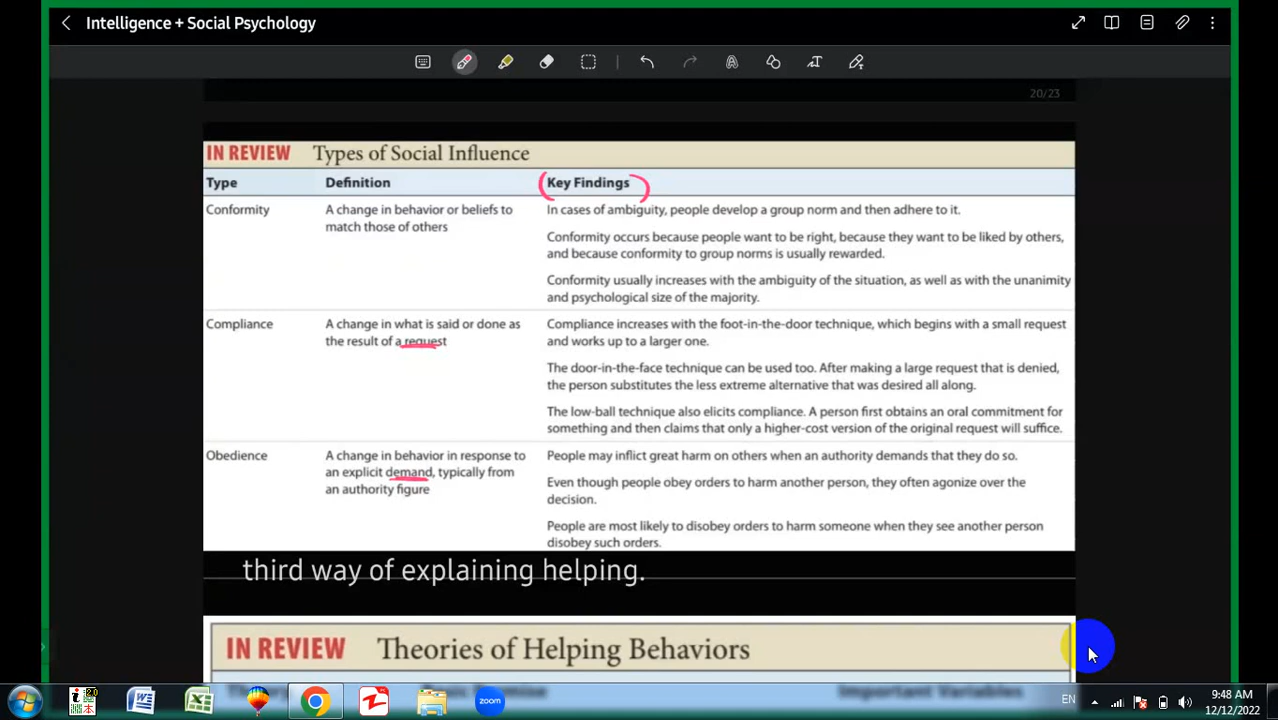 Intelligence + Social Psychology
20/23
IN REVIEW Types of Social Influence
Type Definition Key Findings
Conformity
A change in behavior or beliefs to
match those of others
In cases of ambiguity, people develop a group norm and then adhere to it.
Conformity occurs because people want to be right, because they want to be liked by others,
and because conformity to group norms is usually rewarded.
Conformity usually increases with the ambiguity of the situation, as well as with the unanimity
and psychological size of the majority.
Compliance
A change in what is said or done as
the result of a request
Compliance increases with the foot-in-the-door technique, which begins with a small request
and works up to a larger one.
The door-in-the-face technique can be used too. After making a large request that is denied,
the person substitutes the less extreme alternative that was desired all along.
The low-ball technique also elicits compliance. A person first obtains an oral commitment for
something and then claims that only a higher-cost version of the original request will suffice.
Obedience
A change in behavior in response to
an explicit demand, typically from
an authority figure
People may inflict great harm on others when an authority demands that they do so.
Even though people obey orders to harm another person, they often agonize over the
decision.
People are most likely to disobey orders to harm someone when they see another person
disobey such orders.
third way of explaining helping.
IN REVIEW Theories of Helping Behaviors
Important Variables
zoom
EN
9:48 AM
12/12/2022